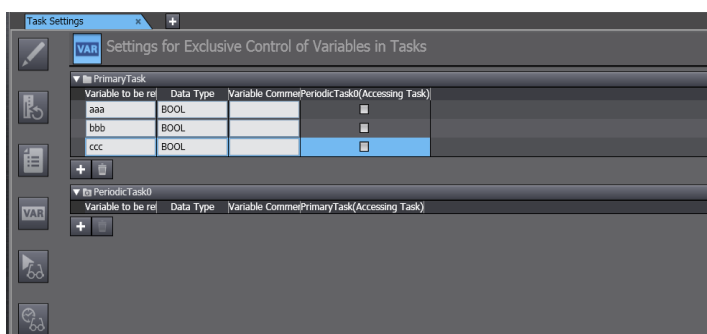 Task Settings
VAR Settings for Exclusive Control of Variables in Tasks
PrimaryTask
Variable to be re Data Type Variable Commer PeriodicTask0(Accessing Task)
aaa BOOL
bbb BOOL
ccc BOOL
PeriodicTask0
Variable to be re Data Type Variable Commer PrimaryTask(Accessing Task)
VAR